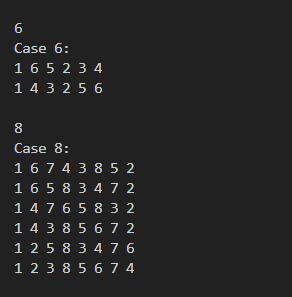 6
Case 6:
1 6 5 2 3 4
1 4 3 2 5 6

8
Case 8:
1 6 7 4 3 8 5 2
1 6 5 8 3 4 7 2
1 4 7 6 5 8 3 2
1 4 3 8 5 6 7 2
1 2 5 8 3 4 7 6
1 2 3 8 5 6 7 4